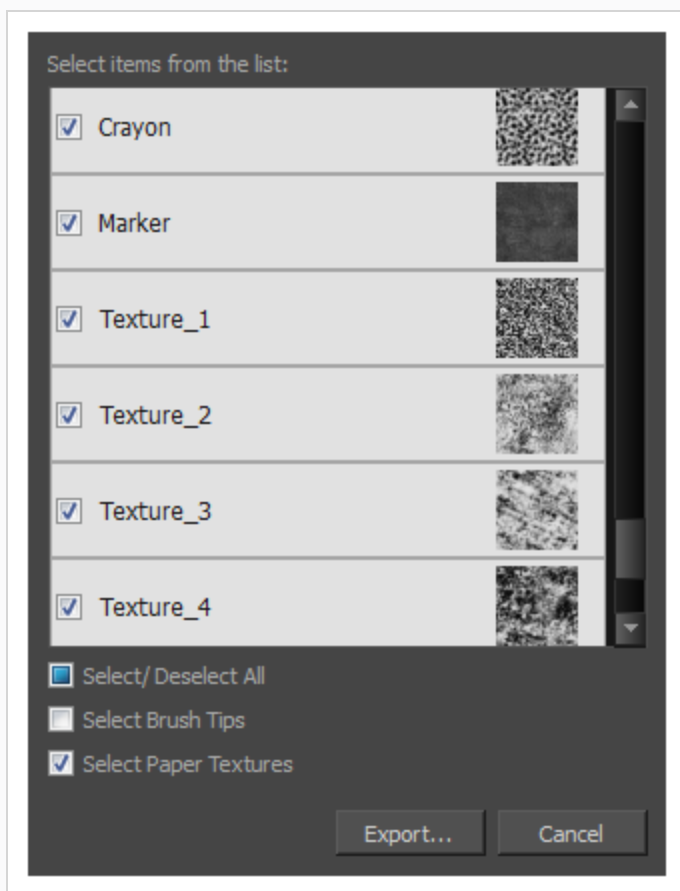 Select items from the list:
Crayon
Marker
Texture_1
Texture_2
Texture_3
Texture_4
Select/ Deselect All
Select Brush Tips
Select Paper Textures
Export... Cancel